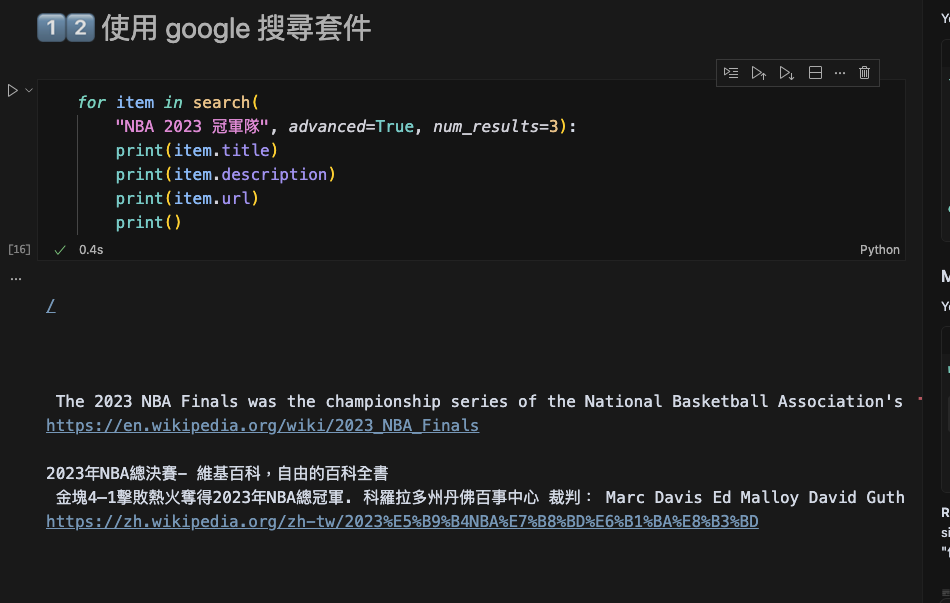 1️⃣2️⃣ 使用 google 搜尋套件
for item in search(
"NBA 2023 冠軍隊", advanced=True, num_results=3):
print(item.title)
print(item.description)
print(item.url)
print()
[16]
0.4s
Python
...
/
The 2023 NBA Finals was the championship series of the National Basketball Association's
https://en.wikipedia.org/wiki/2023_NBA_Finals
2023年NBA總決賽- 維基百科，自由的百科全書
金塊4–1擊敗熱火奪得2023年NBA總冠軍. 科羅拉多州丹佛百事中心 裁判： Marc Davis Ed Malloy David Guth
https://zh.wikipedia.org/zh-tw/2023%E5%B9%B4NBA%E7%B8%BD%E6%B1%BA%E8%B3%BD